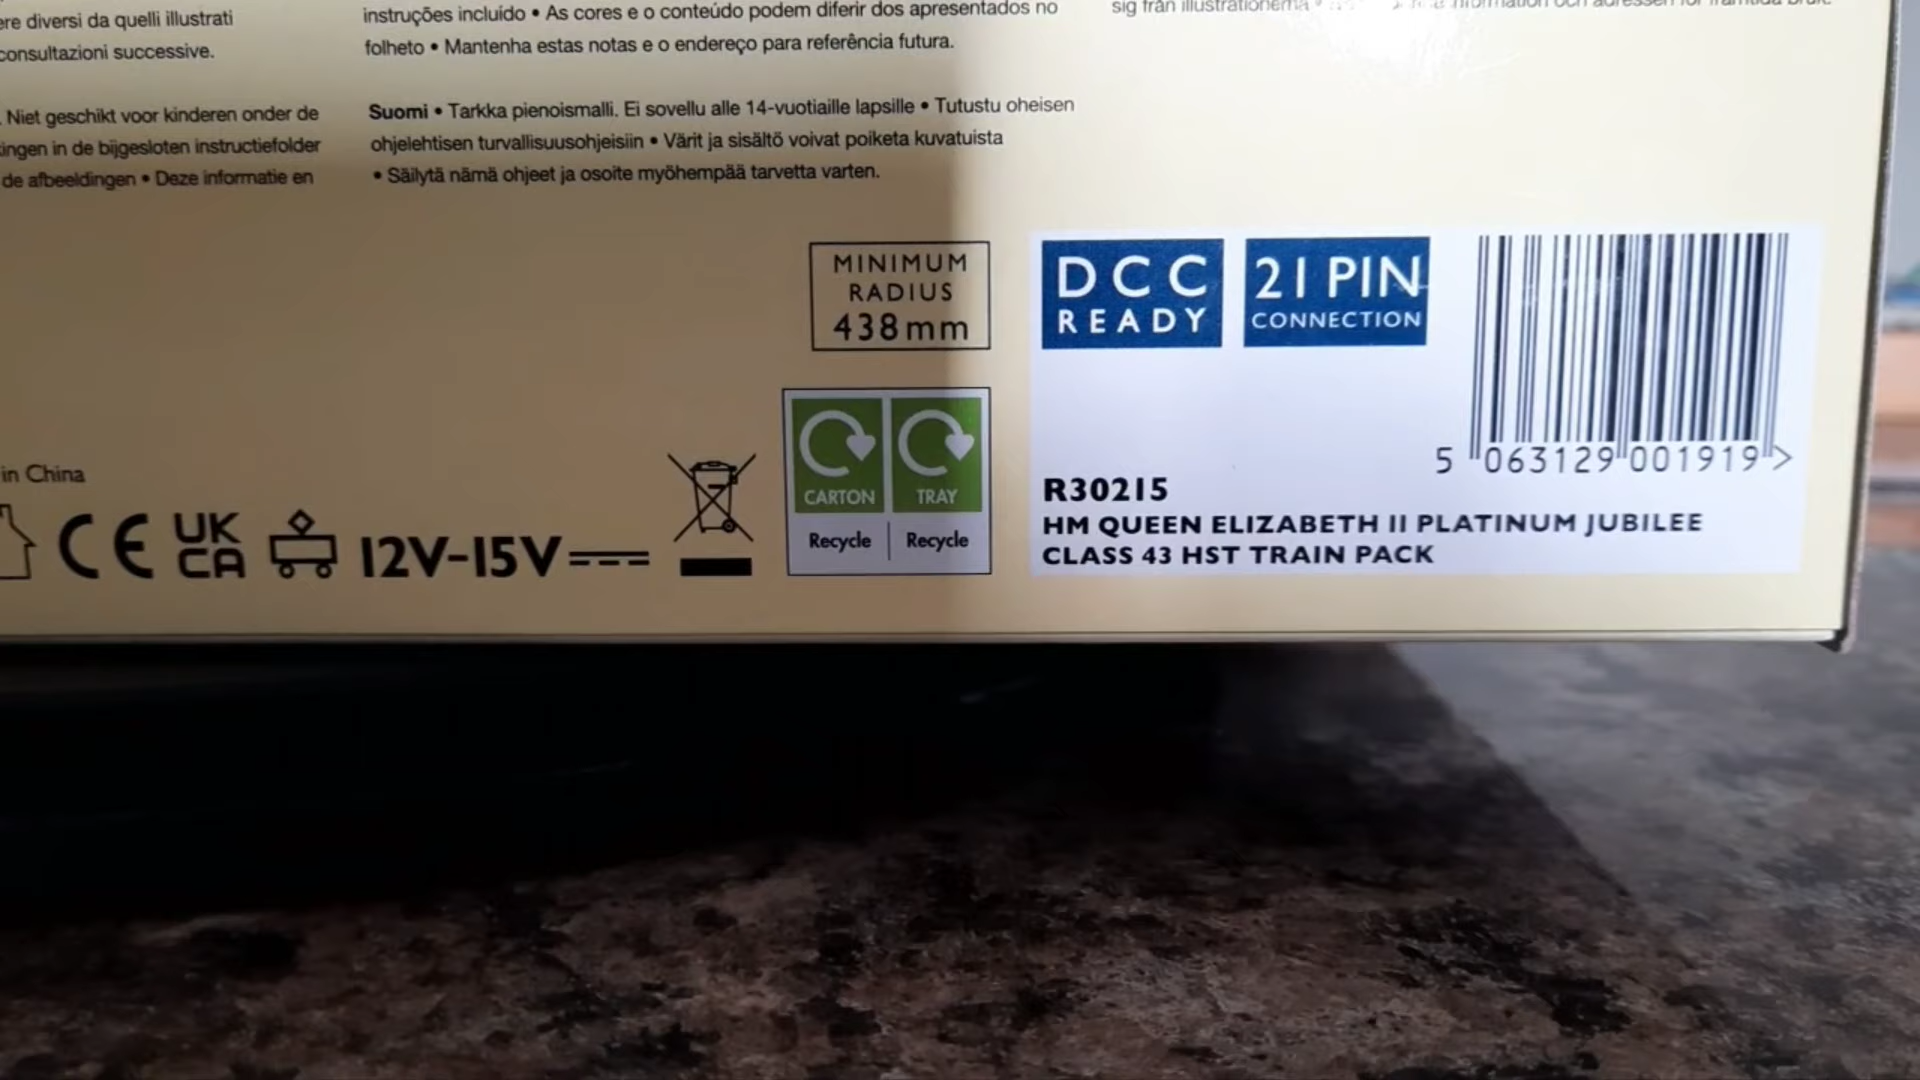 ere diversi da quelli illustrati
consultazioni successive.
instruções incluído • As cores e o conteúdo podem diferir dos apresentados no
folheto • Mantenha estas notas e o endereço para referência futura.
sig från illustrationerna
. Niet geschikt voor kinderen onder de
ingen in de bijgesloten instructiefolder
de afbeeldingen • Deze informatie en
Suomi • Tarkka pienoismalli. Ei sovellu alle 14-vuotiaille lapsille • Tutustu oheisen
ohjelehtisen turvallisuusohjeisiin • Värit ja sisältö voivat poiketa kuvatuista
• Säilytä nämä ohjeet ja osoite myöhempää tarvetta varten.
MINIMUM
RADIUS
438mm
DCC
READY
21 PIN
CONNECTION
5 063129 001919 >
in China
CE UK
CA
12V-15V
CARTON TRAY
Recycle Recycle
R30215
HM QUEEN ELIZABETH II PLATINUM JUBILEE
CLASS 43 HST TRAIN PACK